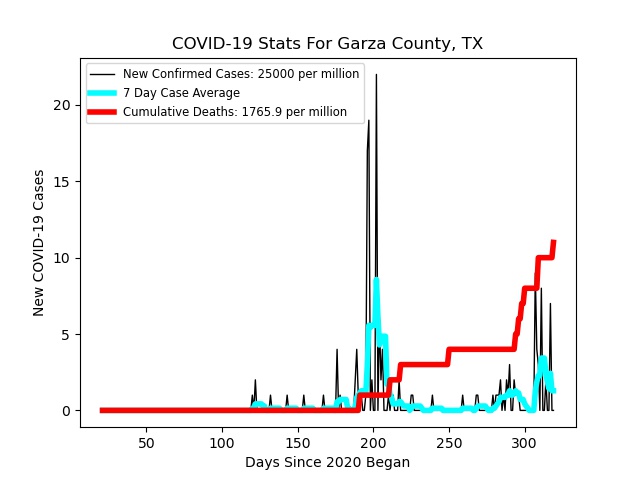 COVID-19 Stats For Garza County, TX
New Confirmed Cases: 25000 per million
7 Day Case Average
Cumulative Deaths: 1765.9 per million
New COVID-19 Cases
20
15
10
5
0
50 100 150 200 250 300
Days Since 2020 Began